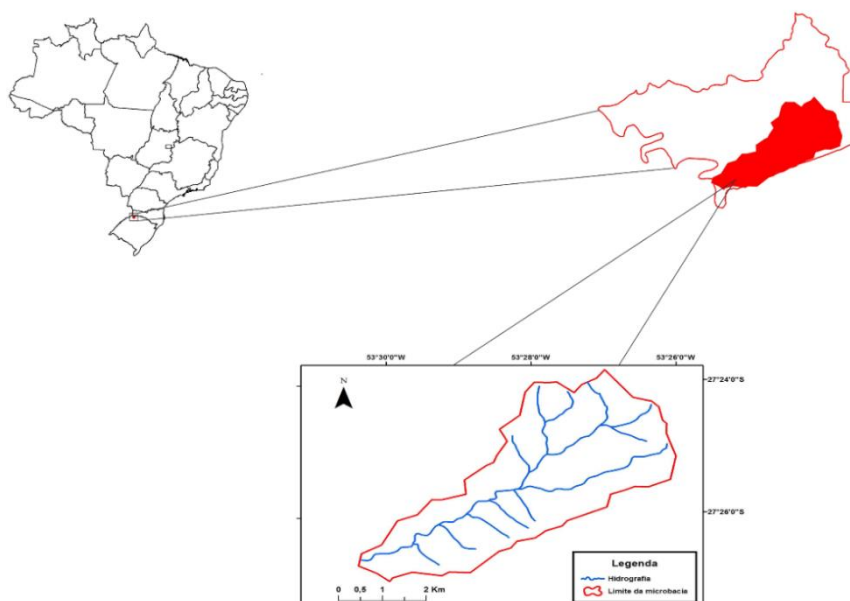 53°30'0"W 53°28'0"W 53°26'0"W
27°24'0"S
N
27°26'0"S
Legenda
Hidrografia
Limite da microbacia
0 0,5 1 2 Km